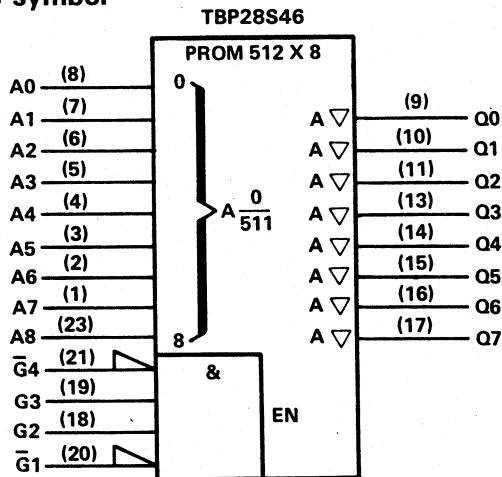 symbol
TBP28S46
PROM 512 X 8
A0 (8) 0
A1 (7)
A2 (6)
A3 (5)
A4 (4)
A5 (3)
A6 (2)
A7 (1)
A8 (23) 8
A 0/511
A ▽ (9) Q0
A ▽ (10) Q1
A ▽ (11) Q2
A ▽ (13) Q3
A ▽ (14) Q4
A ▽ (15) Q5
A ▽ (16) Q6
A ▽ (17) Q7
G̅4 (21)
G3 (19)
G2 (18)
G̅1 (20)
&
EN